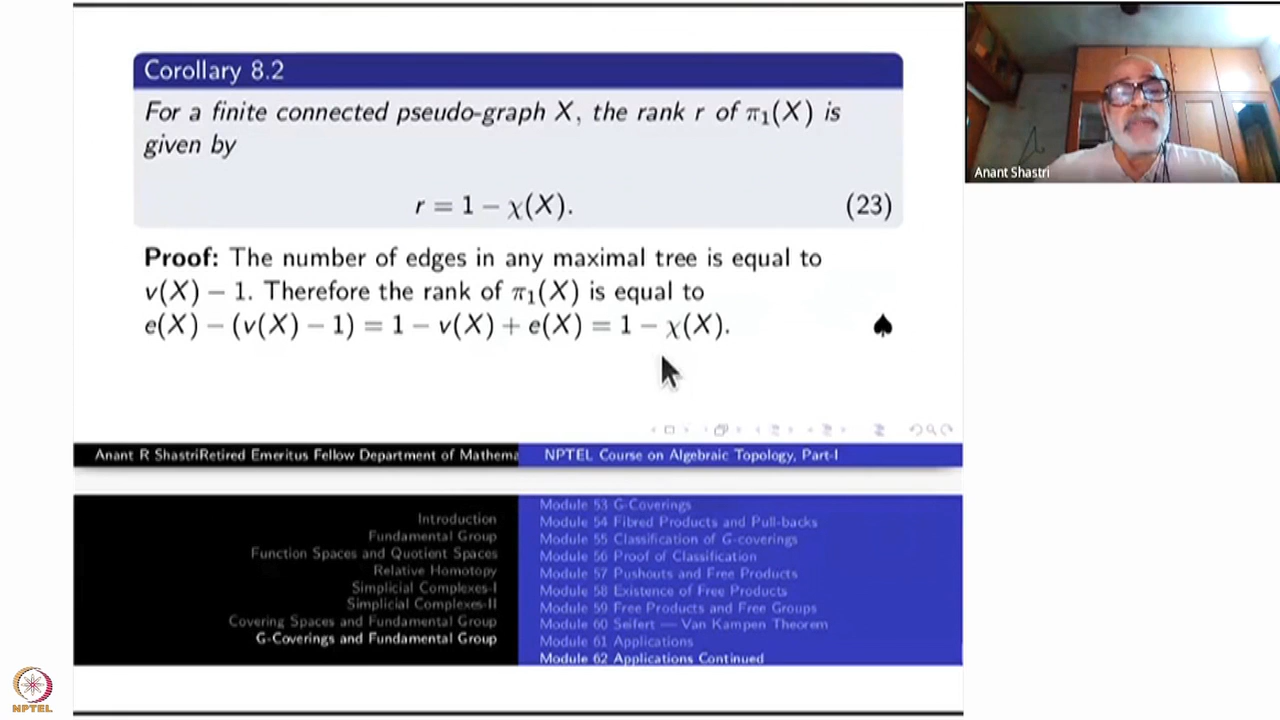 Corollary 8.2
For a finite connected pseudo-graph X, the rank r of π₁(X) is
given by
r = 1 − χ(X). (23)
Proof: The number of edges in any maximal tree is equal to
v(X) − 1. Therefore the rank of π₁(X) is equal to
e(X) − (v(X) − 1) = 1 − v(X) + e(X) = 1 − χ(X). ♠
Anant R ShastriRetired Emeritus Fellow Department of Mathema
NPTEL Course on Algebraic Topology, Part-I
Introduction
Fundamental Group
Function Spaces and Quotient Spaces
Relative Homotopy
Simplicial Complexes-I
Simplicial Complexes-II
Covering Spaces and Fundamental Group
G-Coverings and Fundamental Group
Module 53 G-Coverings
Module 54 Fibred Products and Pull-backs
Module 55 Classification of G-coverings
Module 56 Proof of Classification
Module 57 Pushouts and Free Products
Module 58 Existence of Free Products
Module 59 Free Products and Free Groups
Module 60 Seifert — Van Kampen Theorem
Module 61 Applications
Module 62 Applications Continued
Anant Shastri
NPTEL